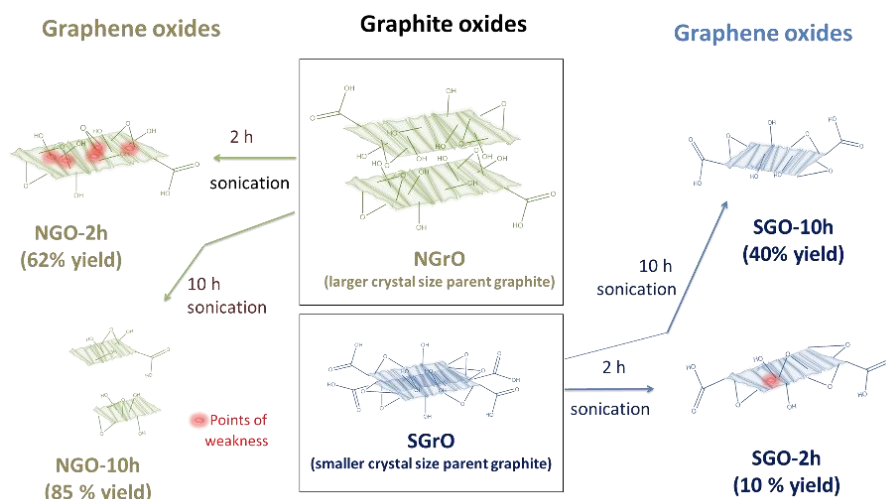 Graphene oxides
Graphite oxides
Graphene oxides
2 h
sonication
NGO-2h
(62% yield)
10 h
sonication
NGO-10h
(85 % yield)
Points of
weakness
NGrO
(larger crystal size parent graphite)
SGrO
(smaller crystal size parent graphite)
10 h
sonication
SGO-10h
(40% yield)
2 h
sonication
SGO-2h
(10 % yield)